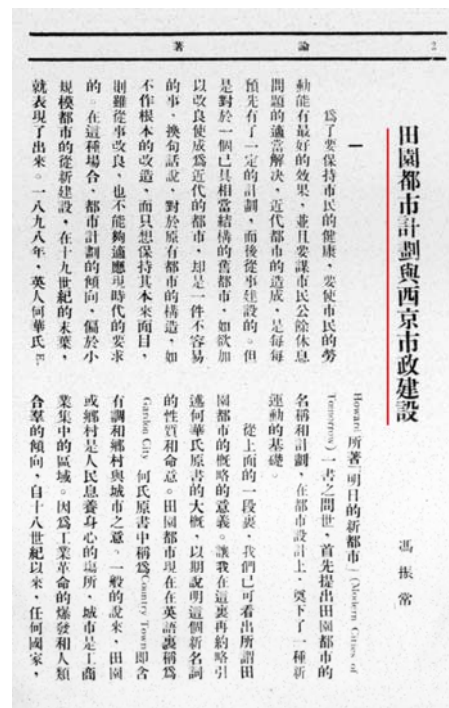 論 著
2
田園都市計劃與西京市政建設
馮振常
一
爲了要保持市民的健康，要使市民的勞
動能有最好的效果，並且要謀市民公餘休息
問題的適當解決，近代都市的造成，是每每
預先有了一定的計劃，而後從事建設的。但
是對於一個已具相當結構的舊都市，如欲加
以改良使成爲近代的都市，却是一件不容易
的事，換句話說，對於原有都市的構造，如
不作根本的改造，而只想保持其本來面目，
則雖從事改良，也不能夠適應現時代的要求
的。在這種場合，都市計劃的傾向，偏於小
規模都市的從新建設，在十九世紀的末葉，
就表現了出來。一八九八年，英人何華氏 E.
Howard 所著「明日的新都市」(Modern Cities of
Tomorrow) 一書之問世，首先提出田園都市的
名稱和計劃，在都市設計上，奠下了一種新
運動的基礎。
從上面的一段裏，我們已可看出所謂田
園都市的概略的意義。讓我在這裏再約略引
述何華氏原書的大概，以期說明這個新名詞
的性質和命意。田園都市現在在英語裏稱爲
Garden City 何氏原書中稱爲Country Town即含
有調和鄉村與城市之意。一般的說來，田園
或鄉村是人民息養身心的場所，城市是工商
業集中的區域。因爲工業革命的爆發和人類
合羣的傾向，自十八世紀以來，任何國家，